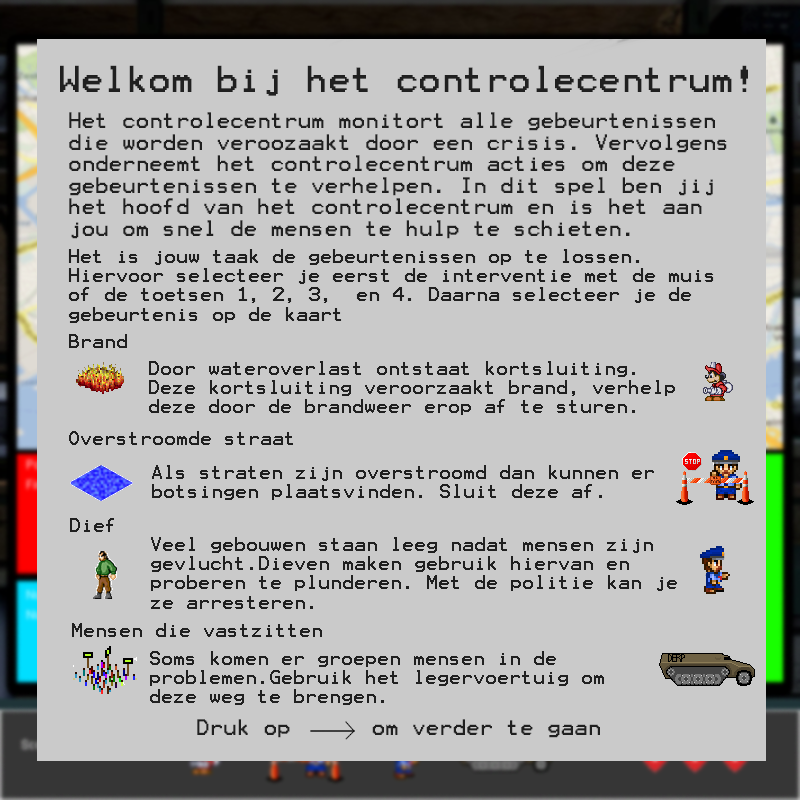 Welkom bij het controlecentrum!
Het controlecentrum monitort alle gebeurtenissen
die worden veroozaakt door een crisis. Vervolgens
onderneemt het controlecentrum acties om deze
gebeurtenissen te verhelpen. In dit spel ben jij
het hoofd van het controlecentrum en is het aan
jou om snel de mensen te hulp te schieten.
Het is jouw taak de gebeurtenissen op te lossen.
Hiervoor selecteer je eerst de interventie met de muis
of de toetsen 1, 2, 3,  en 4. Daarna selecteer je de
gebeurtenis op de kaart
Brand
Door wateroverlast ontstaat kortsluiting.
Deze kortsluiting veroorzaakt brand, verhelp
deze door de brandweer erop af te sturen.
Overstroomde straat
Als straten zijn overstroomd dan kunnen er
botsingen plaatsvinden. Sluit deze af.
STOP
Dief
Veel gebouwen staan leeg nadat mensen zijn
gevlucht.Dieven maken gebruik hiervan en
proberen te plunderen. Met de politie kan je
ze arresteren.
Mensen die vastzitten
Soms komen er groepen mensen in de
problemen.Gebruik het legervoertuig om
deze weg te brengen.
DERP
Druk op → om verder te gaan